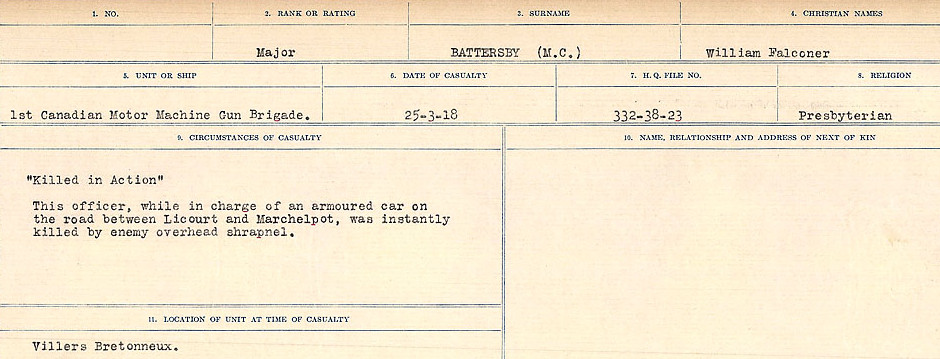 1. NO.
2. RANK OR RATING
3. SURNAME
4. CHRISTIAN NAMES
Major
BATTERSBY (M.C.)
William Falconer
5. UNIT OR SHIP
6. DATE OF CASUALTY
7. H. Q. FILE NO.
8. RELIGION
1st Canadian Motor Machine Gun Brigade.
25-3-18
332-38-23
Presbyterian
9. CIRCUMSTANCES OF CASUALTY
10. NAME, RELATIONSHIP AND ADDRESS OF NEXT OF KIN
"Killed in Action"
This officer, while in charge of an armoured car on
the road between Licourt and Marchelpot, was instantly
killed by enemy overhead shrapnel.
11. LOCATION OF UNIT AT TIME OF CASUALTY
Villers Bretonneux.